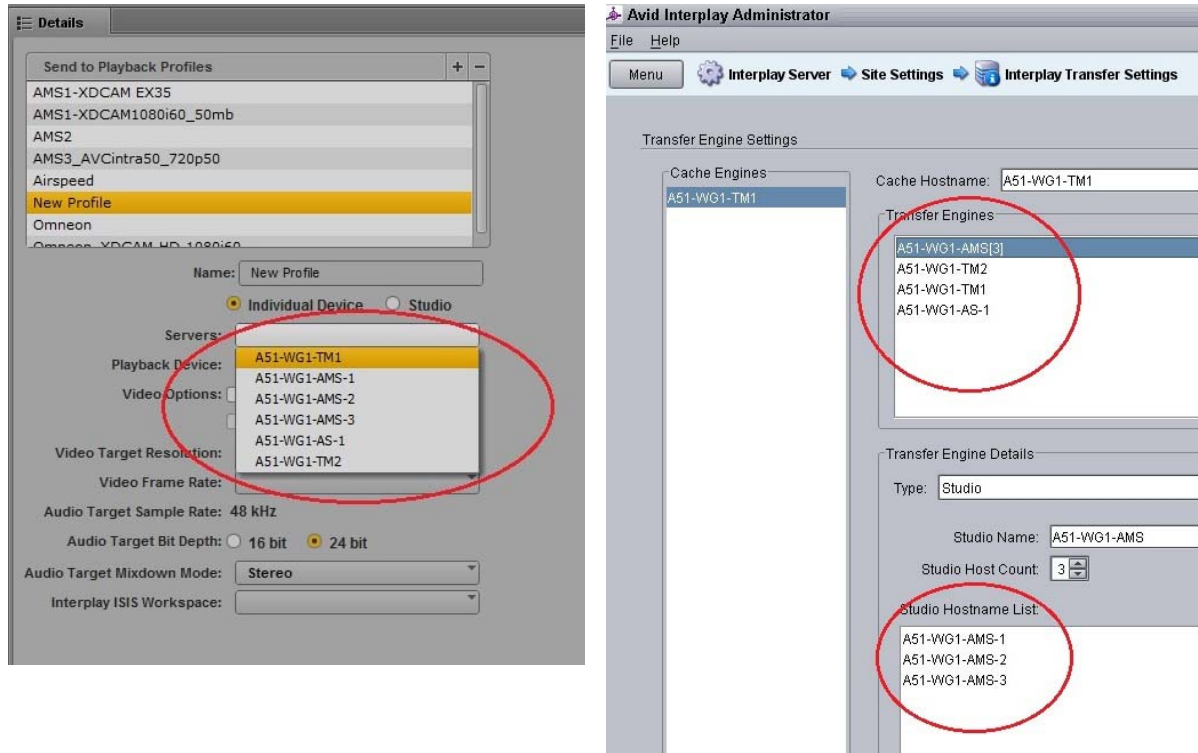 Details
Send to Playback Profiles + −
AMS1-XDCAM EX35
AMS1-XDCAM1080i60_50mb
AMS2
AMS3_AVCintra50_720p50
Airspeed
New Profile
Omneon
Omneon_XDCAM HD_1080i60
Name: New Profile
Individual Device Studio
Servers:
A51-WG1-TM1
A51-WG1-AMS-1
A51-WG1-AMS-2
A51-WG1-AMS-3
A51-WG1-AS-1
A51-WG1-TM2
Playback Device:
Video Options:
Video Target Resolution:
Video Frame Rate:
Audio Target Sample Rate: 48 kHz
Audio Target Bit Depth: 16 bit 24 bit
Audio Target Mixdown Mode: Stereo
Interplay ISIS Workspace:
Avid Interplay Administrator
File Help
Menu Interplay Server Site Settings Interplay Transfer Settings
Transfer Engine Settings
Cache Engines
A51-WG1-TM1
Cache Hostname: A51-WG1-TM1
Transfer Engines
A51-WG1-AMS[3]
A51-WG1-TM2
A51-WG1-TM1
A51-WG1-AS-1
Transfer Engine Details
Type: Studio
Studio Name: A51-WG1-AMS
Studio Host Count: 3
Studio Hostname List:
A51-WG1-AMS-1
A51-WG1-AMS-2
A51-WG1-AMS-3